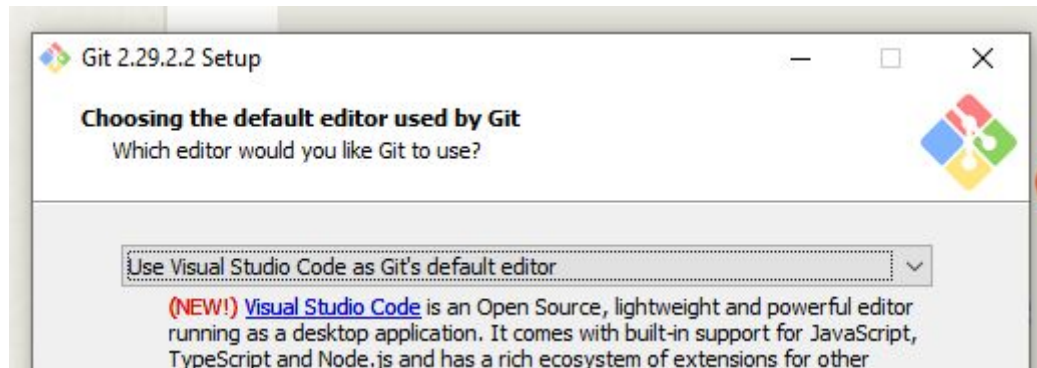 Git 2.29.2.2 Setup
Choosing the default editor used by Git
Which editor would you like Git to use?
Use Visual Studio Code as Git's default editor
(NEW!) Visual Studio Code is an Open Source, lightweight and powerful editor
running as a desktop application. It comes with built-in support for JavaScript,
TypeScript and Node.js and has a rich ecosystem of extensions for other